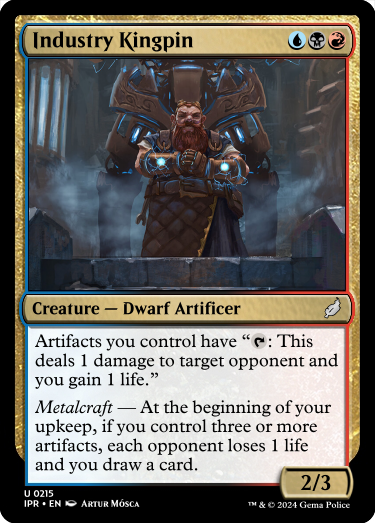 Industry Kingpin
Creature — Dwarf Artificer
Artifacts you control have “: This
deals 1 damage to target opponent and
you gain 1 life.”
Metalcraft — At the beginning of your
upkeep, if you control three or more
artifacts, each opponent loses 1 life
and you draw a card.
2/3
U 0215
IPR • EN Artur Mósca
™ & © 2024 Gema Police